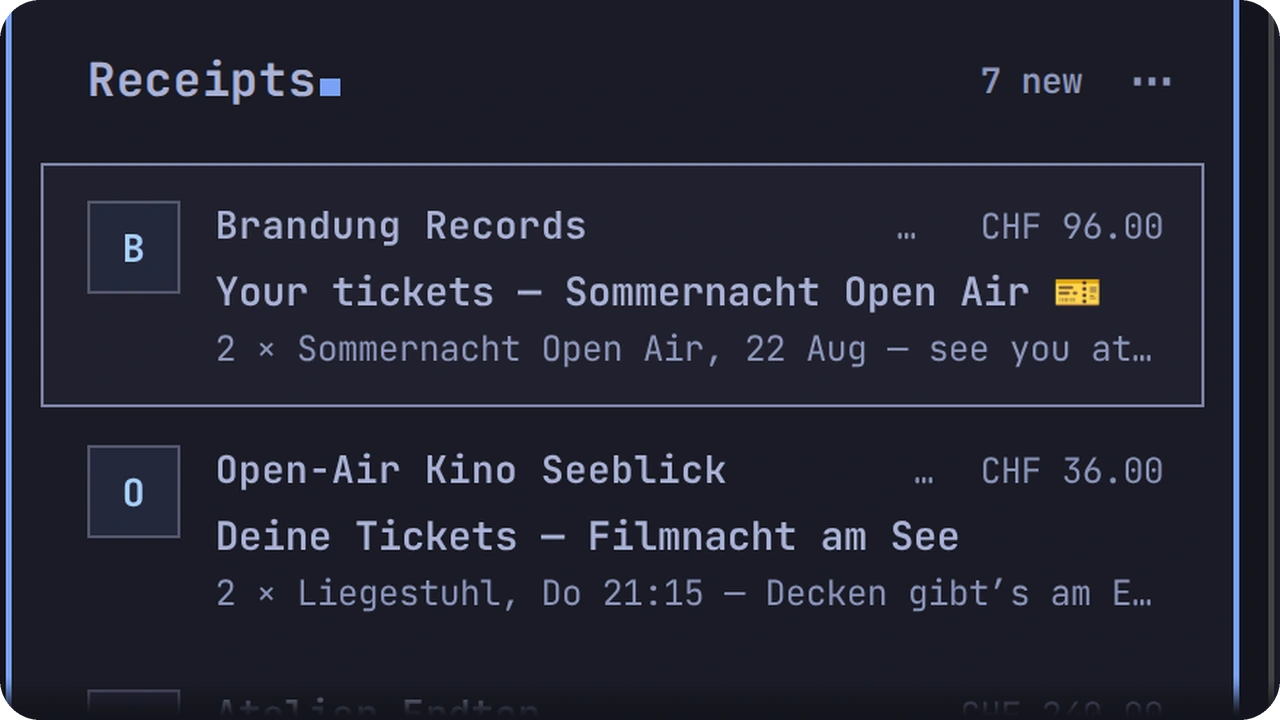 Receipts
7 new …
B
Brandung Records … CHF 96.00
Your tickets — Sommernacht Open Air 🎫
2 × Sommernacht Open Air, 22 Aug — see you at…
O
Open-Air Kino Seeblick … CHF 36.00
Deine Tickets — Filmnacht am See
2 × Liegestuhl, Do 21:15 — Decken gibt’s am E…
CHF